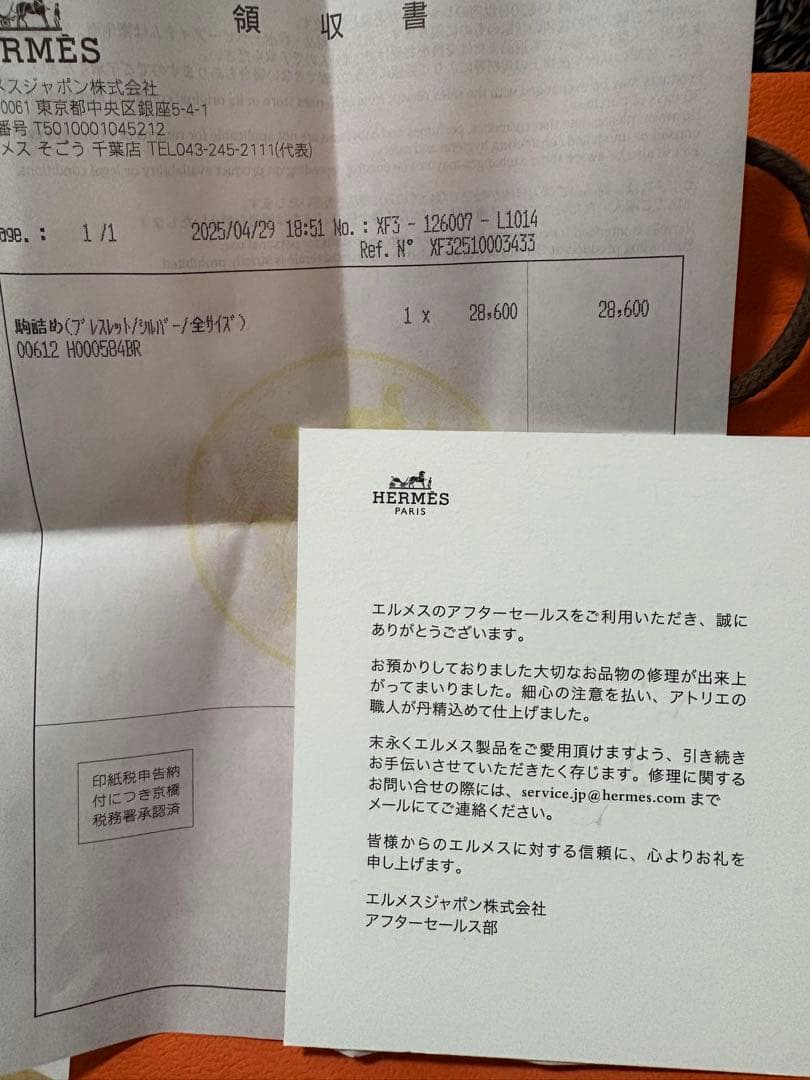 領収書
RMÈS
メスジャポン株式会社
0061 東京都中央区銀座5-4-1
番号 T5010001045212
メス そごう 千葉店 TEL043-245-2111(代表)
age. : 1 /1 2025/04/29 18:51 No. : XF3 - 126007 - L1014
Ref. N° XF32510003433
駒詰め(ﾌﾞﾚｽﾚｯﾄ/ｼﾙﾊﾞｰ/全ｻｲｽﾞ) 1 x 28,600 28,600
00612 H000584BR
印紙税申告納
付につき京橋
税務署承認済
HERMÈS
PARIS
エルメスのアフターセールスをご利用いただき、誠に
ありがとうございます。
お預かりしておりました大切なお品物の修理が出来上
がってまいりました。細心の注意を払い、アトリエの
職人が丹精込めて仕上げました。
末永くエルメス製品をご愛用頂けますよう、引き続き
お手伝いさせていただきたく存じます。修理に関する
お問い合せの際には、service.jp@hermes.com まで
メールにてご連絡ください。
皆様からのエルメスに対する信頼に、心よりお礼を
申し上げます。
エルメスジャポン株式会社
アフターセールス部